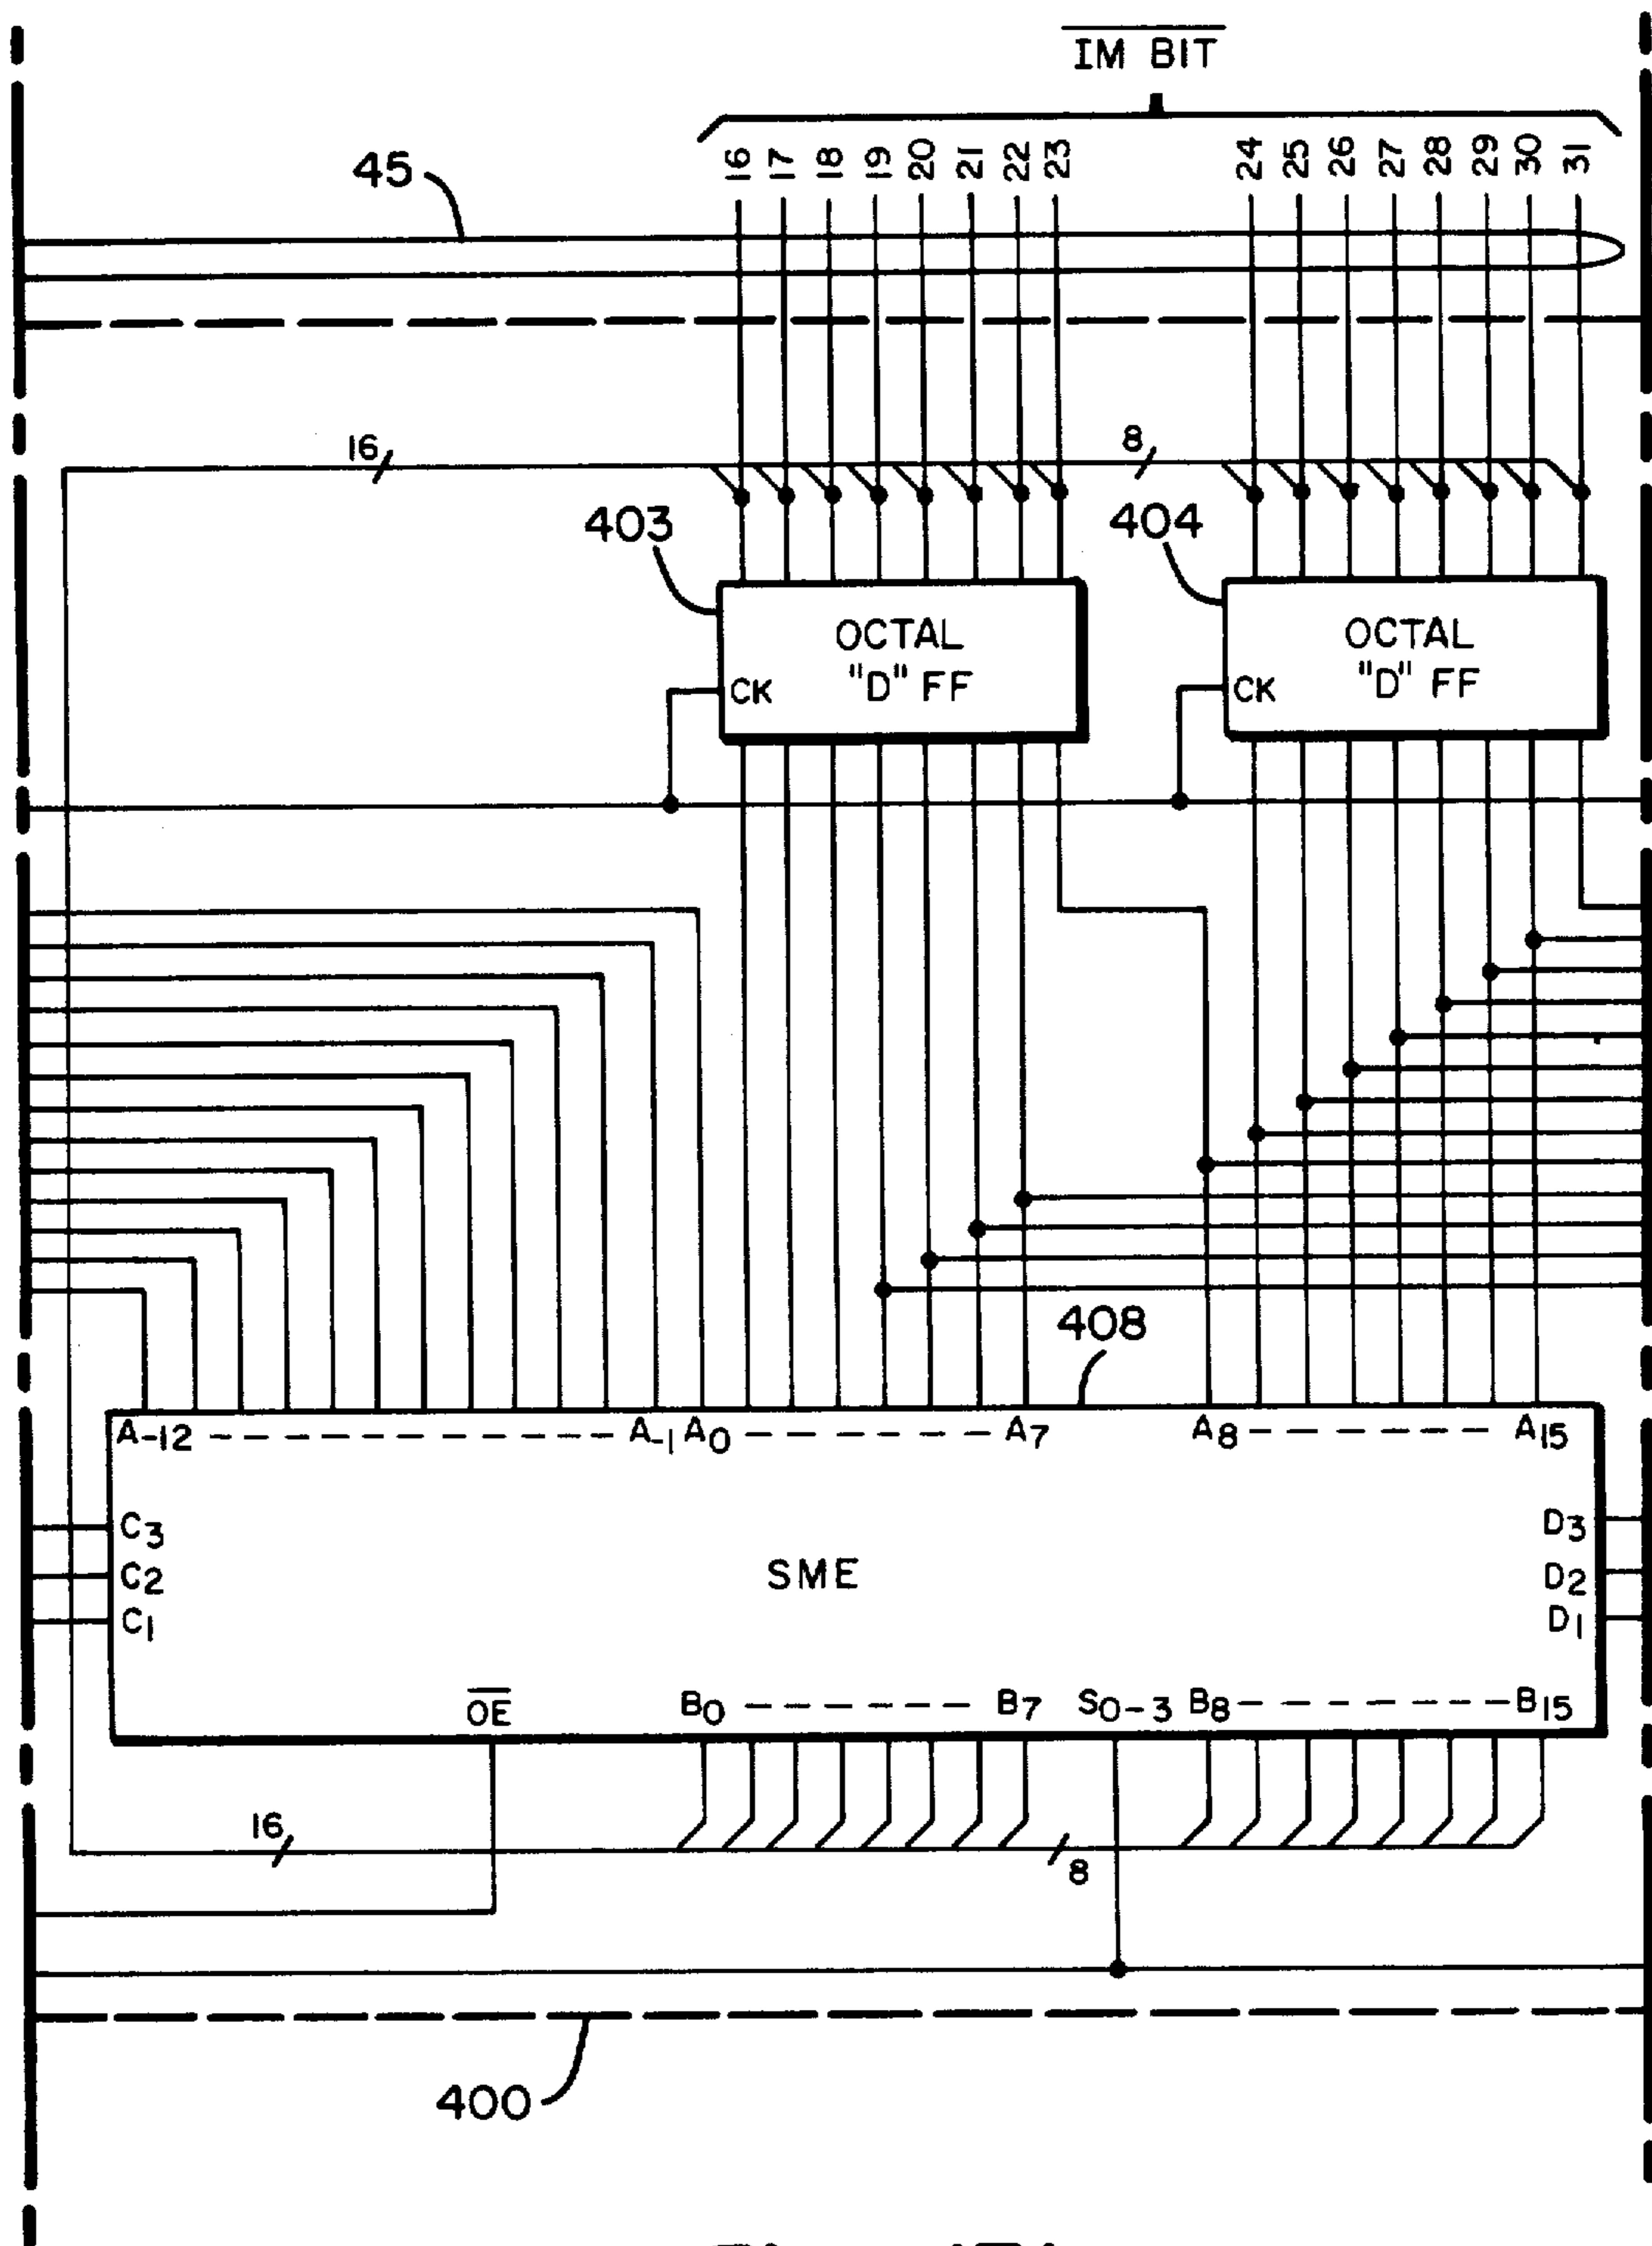 IM BIT
45
16 17 18 19 20 21 22 23 24 25 26 27 28 29 30 31
16 8
403 404
OCTAL "D" FF
CK
OCTAL "D" FF
CK
408
A-12 A-1 A0 A7 A8 A15
C3 D3
C2 SME D2
C1 D1
OE B0 B7 S0-3 B8 B15
16 8
400